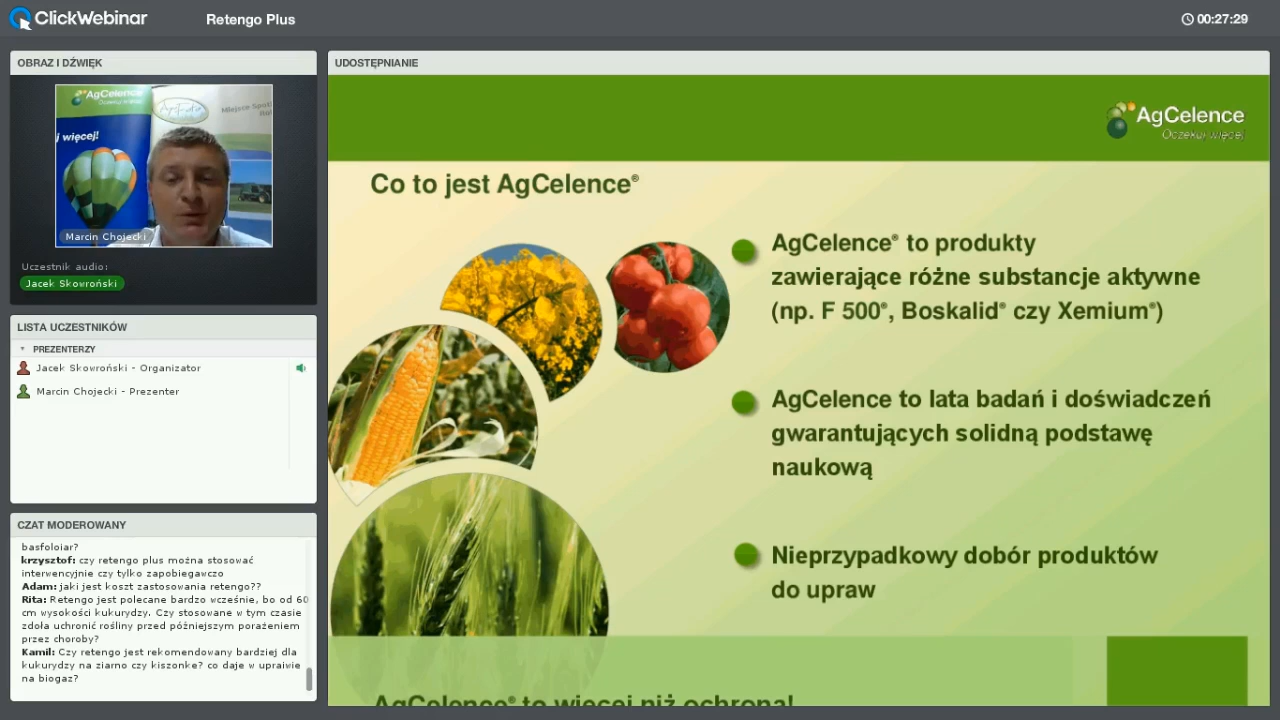 ClickWebinar
Retengo Plus
00:27:29
OBRAZ I DŹWIĘK
AgCelence
j więcej!
Miejsce
Marcin Chojecki
Uczestnik audio:
Jacek Skowroński
LISTA UCZESTNIKÓW
PREZENTERZY
Jacek Skowroński - Organizator
Marcin Chojecki - Prezenter
CZAT MODEROWANY
basfoloiar?
krzysztof: czy retengo plus można stosować
interwencyjnie czy tylko zapobiegawczo
Adam: jaki jest koszt zastosowania retengo??
Rita: Retengo jest polecane bardzo wcześnie, bo od 60
cm wysokości kukurydzy. Czy stosowane w tym czasie
zdoła uchronić rośliny przed późniejszym porażeniem
przez choroby?
Kamil: Czy retengo jest rekomendowany bardziej dla
kukurydzy na ziarno czy kiszonke? co daje w upraiwie
na biogaz?
UDOSTĘPNIANIE
AgCelence
Oczekuj więcej
Co to jest AgCelence®
AgCelence® to produkty
zawierające różne substancje aktywne
(np. F 500®, Boskalid® czy Xemium®)
AgCelence to lata badań i doświadczeń
gwarantujących solidną podstawę
naukową
Nieprzypadkowy dobór produktów
do upraw
AgCelence® to więcej niż ochrona!